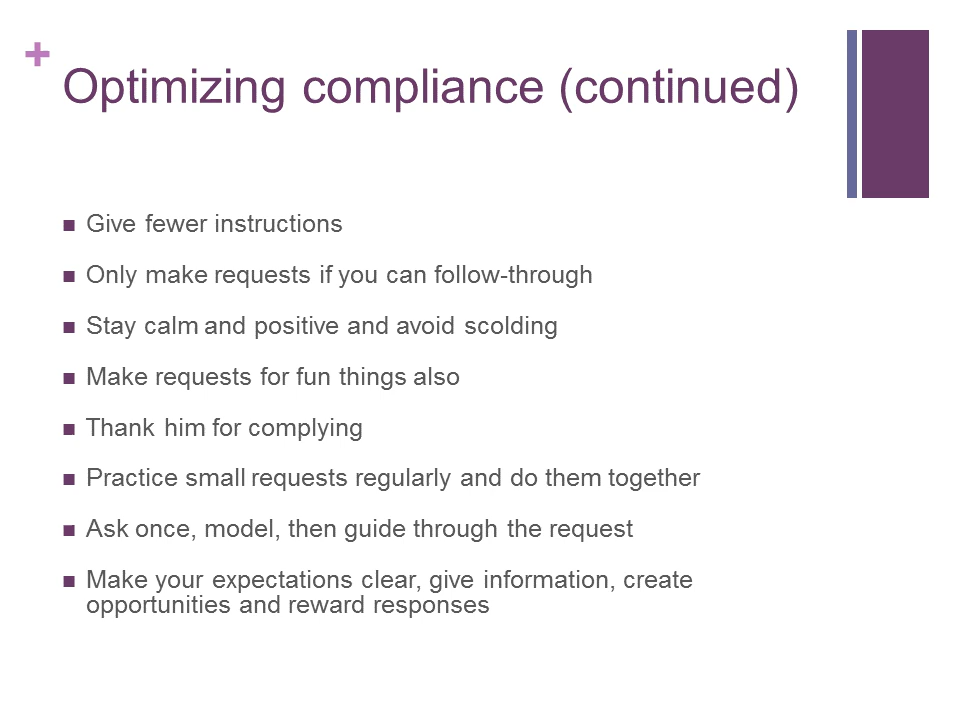 +
Optimizing compliance (continued)
■ Give fewer instructions
■ Only make requests if you can follow-through
■ Stay calm and positive and avoid scolding
■ Make requests for fun things also
■ Thank him for complying
■ Practice small requests regularly and do them together
■ Ask once, model, then guide through the request
■ Make your expectations clear, give information, create
opportunities and reward responses